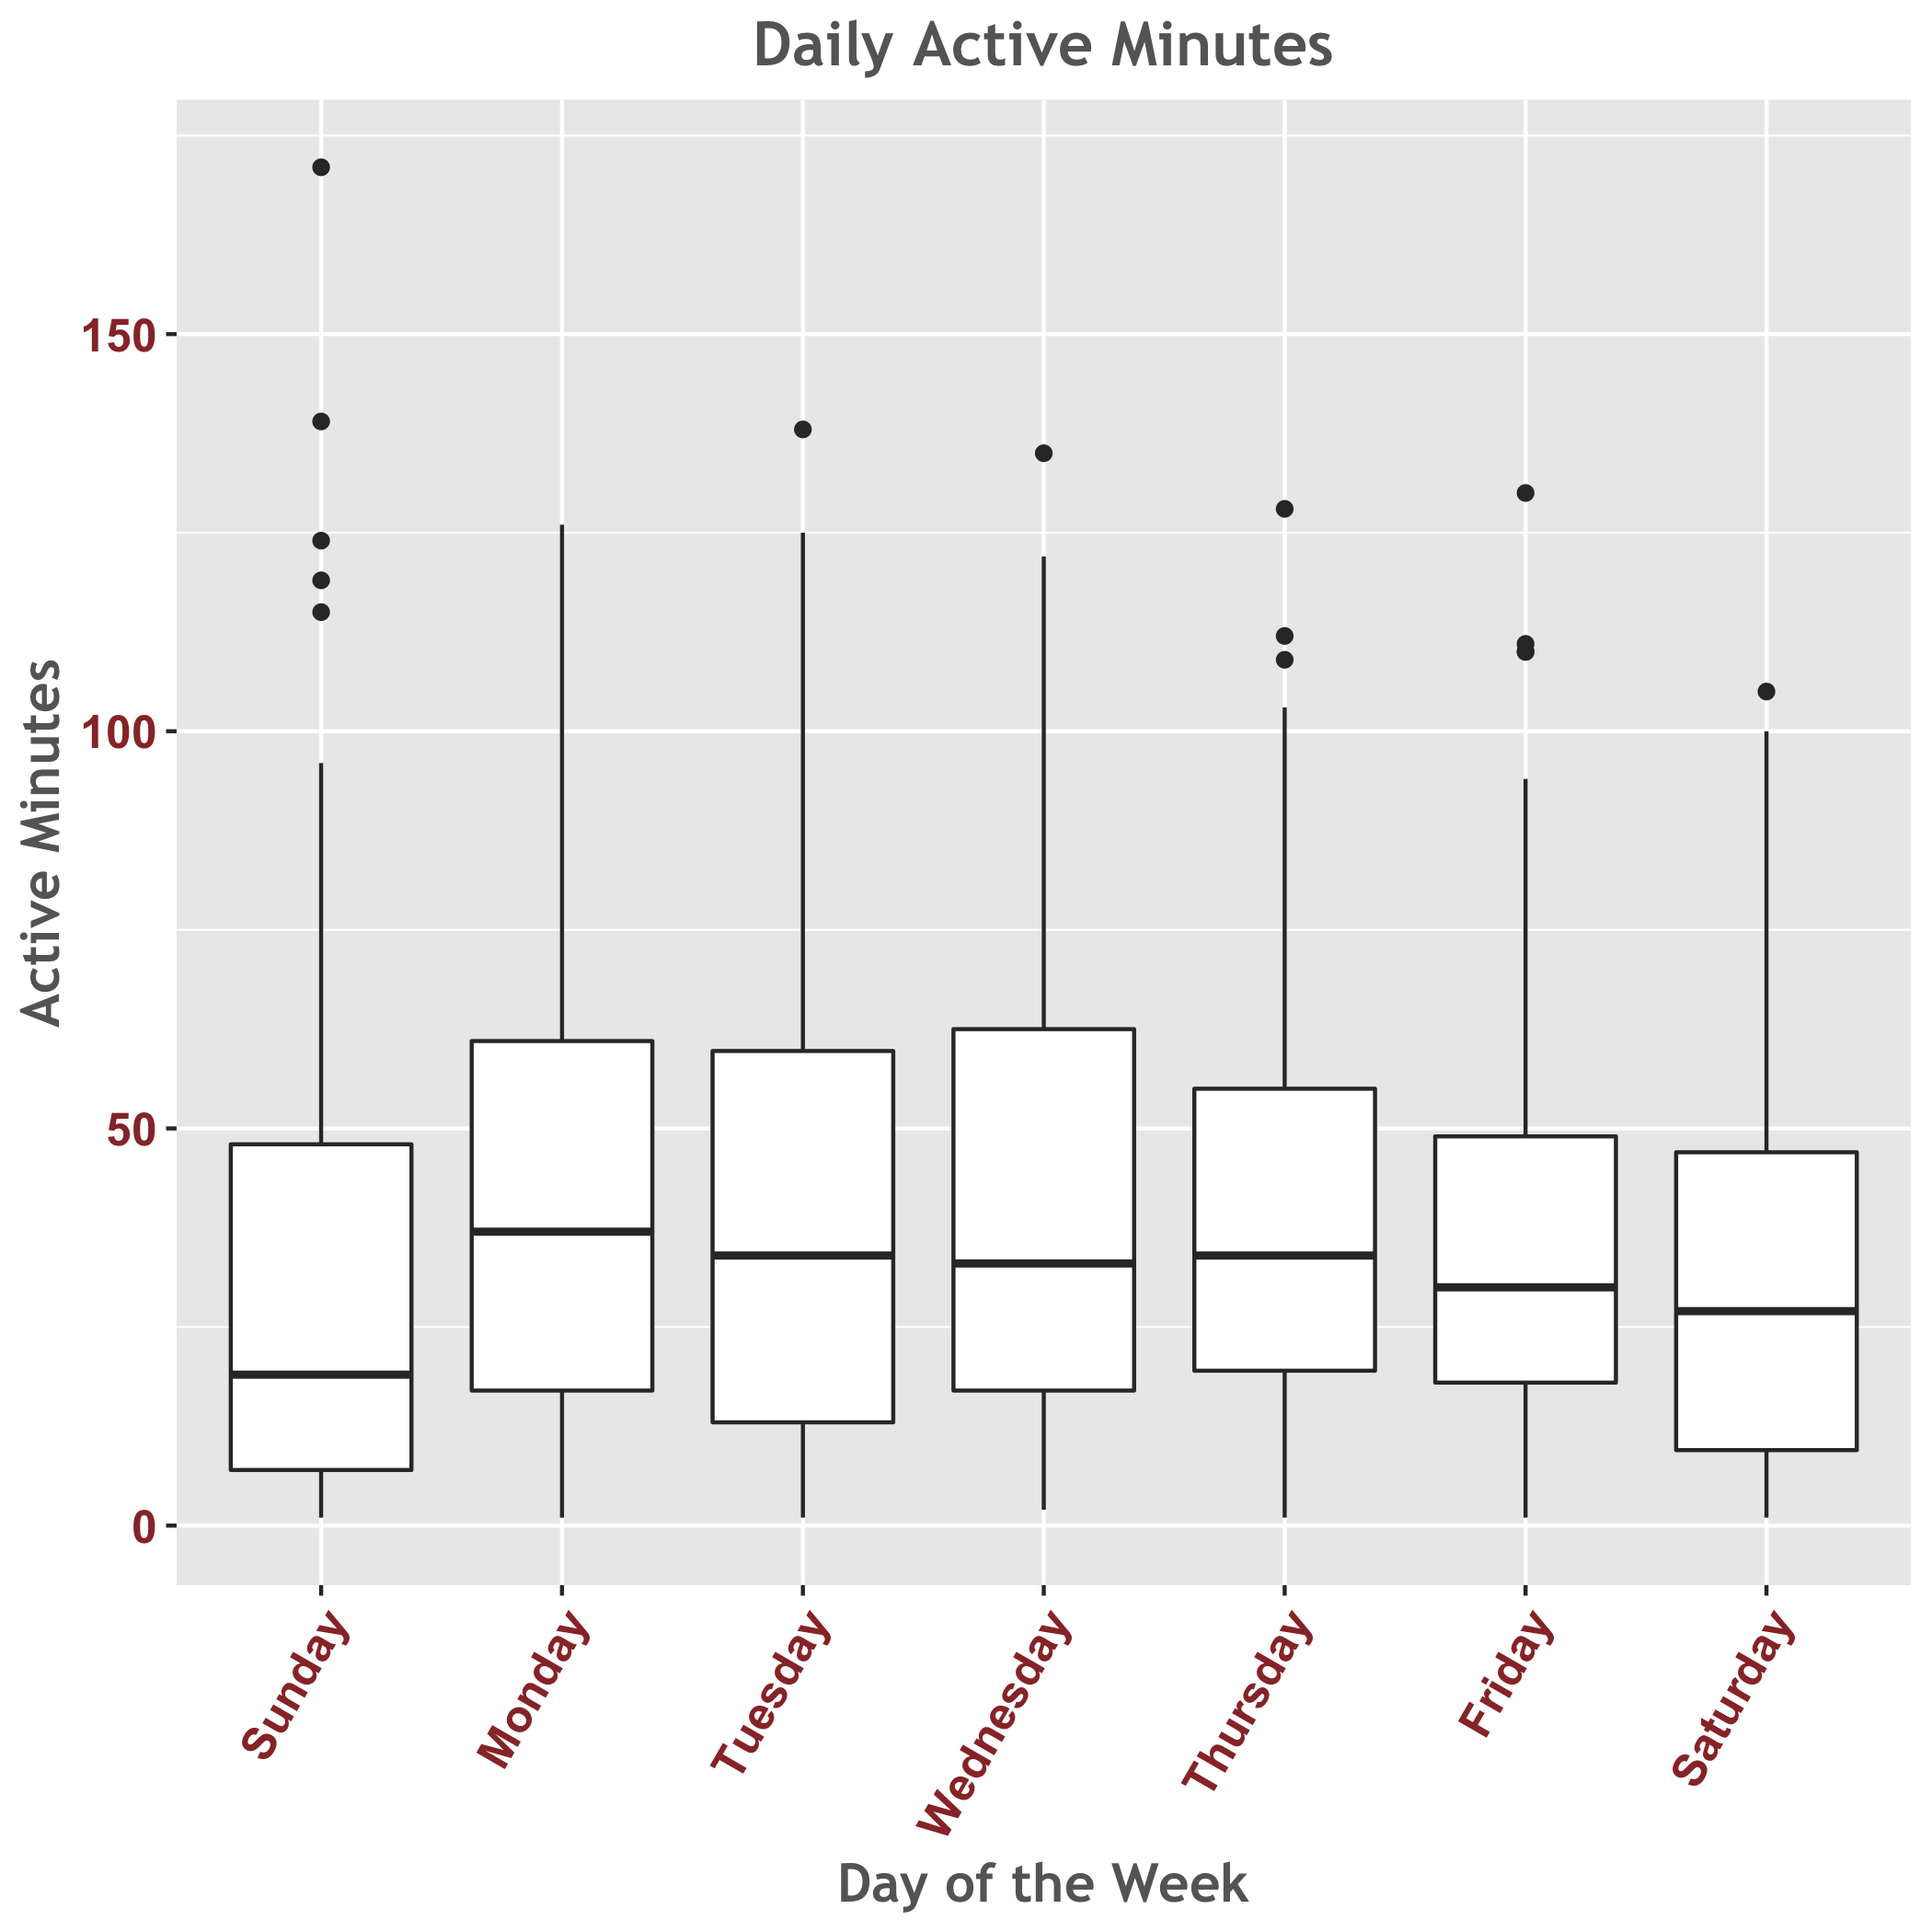 Daily Active Minutes
Active Minutes
150
100
50
0
Sunday
Monday
Tuesday
Wednesday
Thursday
Friday
Saturday
Day of the Week